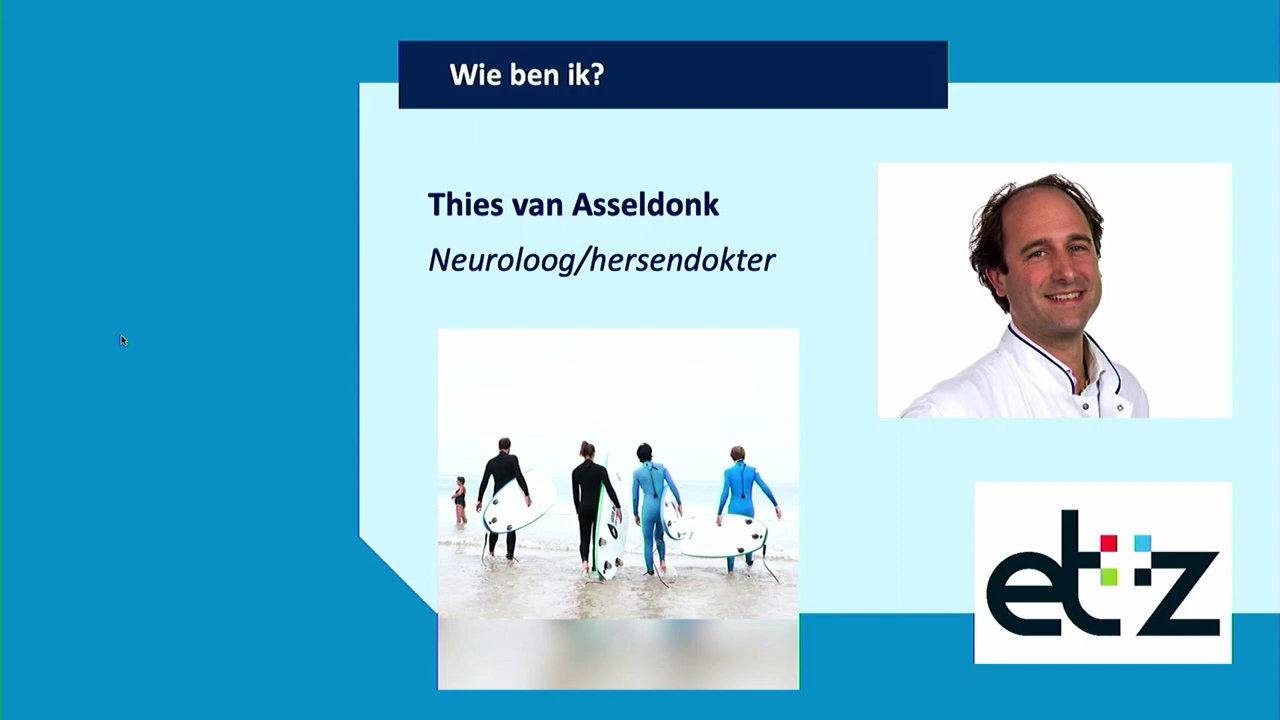 Wie ben ik?
Thies van Asseldonk
Neuroloog/hersendokter
etz